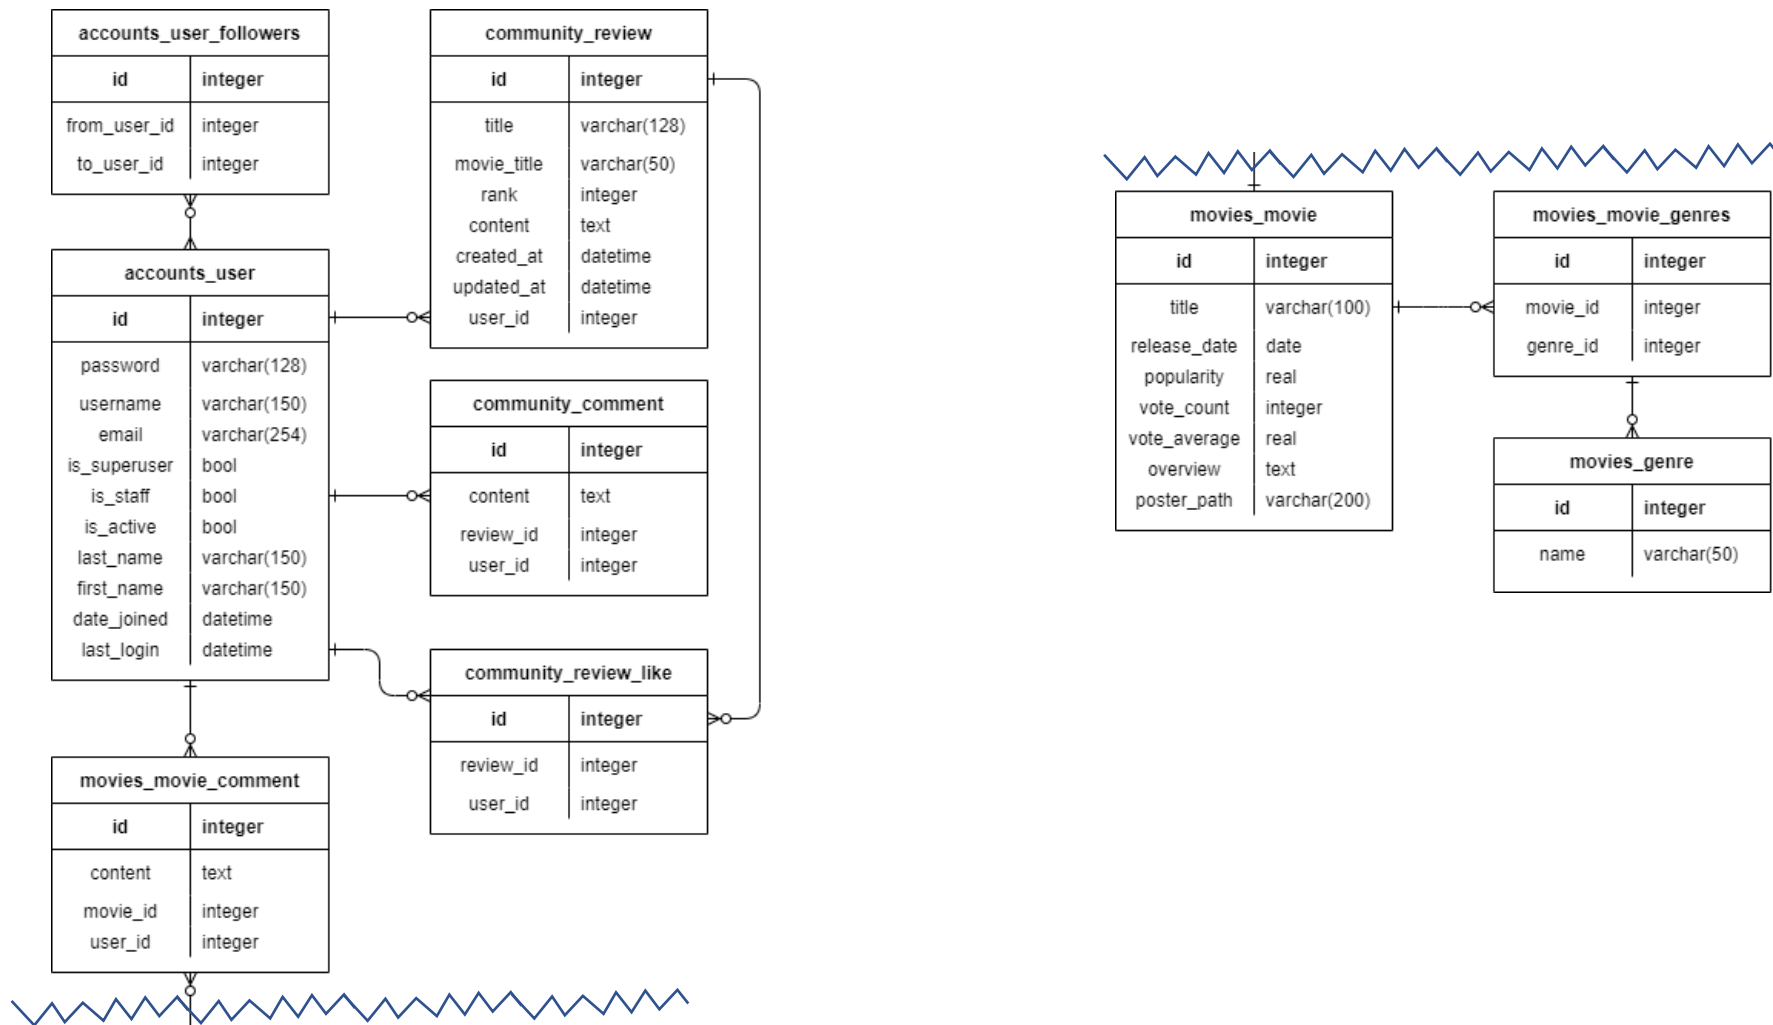 accounts_user_followers
id integer
from_user_id integer
to_user_id integer
accounts_user
id integer
password varchar(128)
username varchar(150)
email varchar(254)
is_superuser bool
is_staff bool
is_active bool
last_name varchar(150)
first_name varchar(150)
date_joined datetime
last_login datetime
movies_movie_comment
id integer
content text
movie_id integer
user_id integer
community_review
id integer
title varchar(128)
movie_title varchar(50)
rank integer
content text
created_at datetime
updated_at datetime
user_id integer
community_comment
id integer
content text
review_id integer
user_id integer
community_review_like
id integer
review_id integer
user_id integer
movies_movie
id integer
title varchar(100)
release_date date
popularity real
vote_count integer
vote_average real
overview text
poster_path varchar(200)
movies_movie_genres
id integer
movie_id integer
genre_id integer
movies_genre
id integer
name varchar(50)